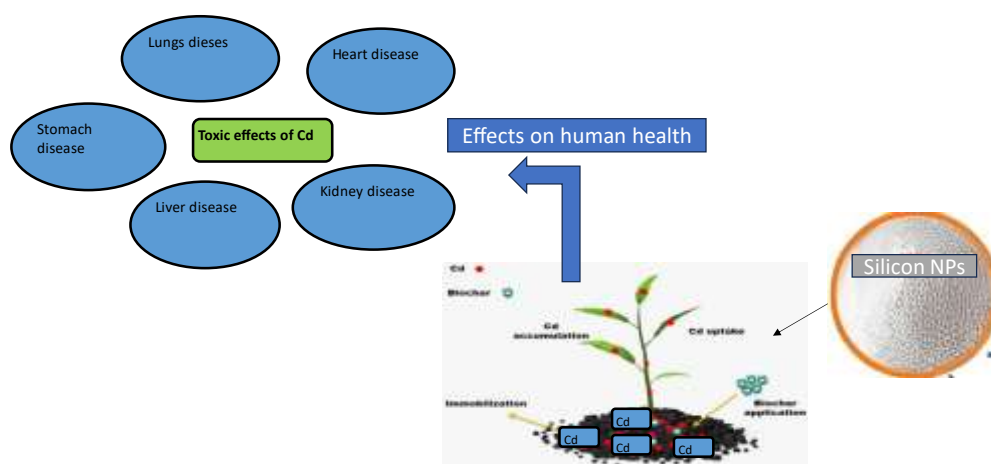 Lungs dieses
Heart disease
Stomach
disease
Toxic effects of Cd
Effects on human health
Liver disease
Kidney disease
Silicon NPs
Cd
Biochar
Cd
accumulation
Cd uptake
Immobilization
Biochar
application
Cd
Cd
Cd
Cd